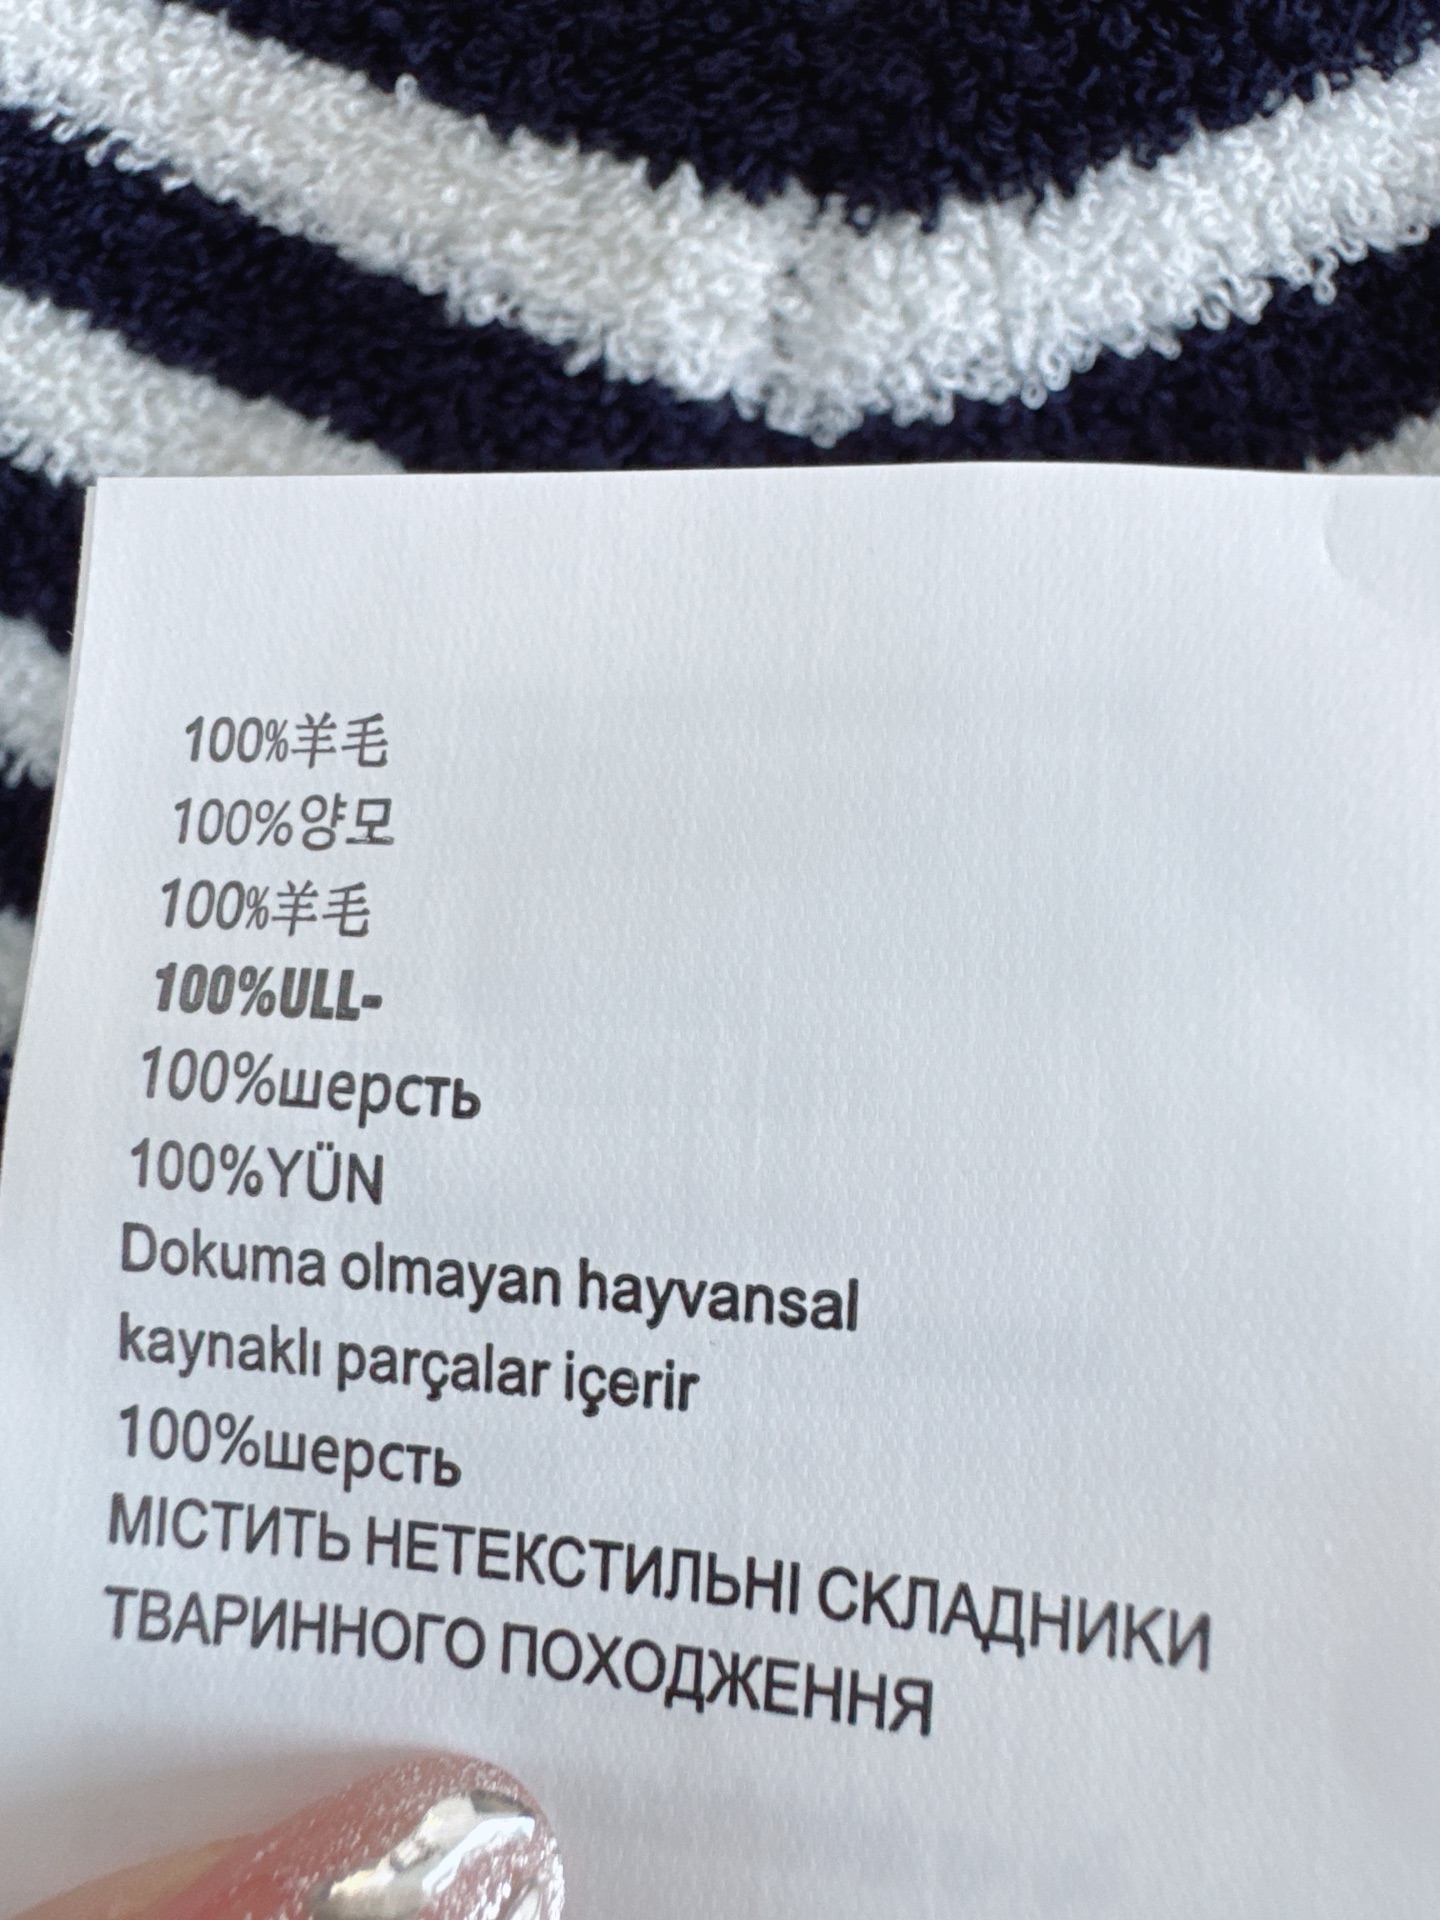 100%羊毛
100%양모
100%羊毛
100%ULL-
100%шерсть
100%YÜN
Dokuma olmayan hayvansal
kaynaklı parçalar içerir
100%шерсть
МІСТИТЬ НЕТЕКСТИЛЬНІ СКЛАДНИКИ
ТВАРИННОГО ПОХОДЖЕННЯ